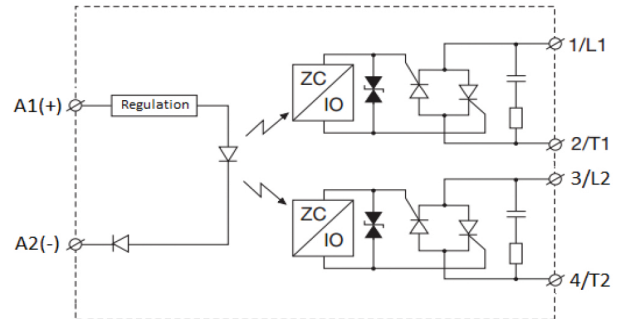 A1(+)
Regulation
A2(-)
ZC
IO
1/L1
2/T1
ZC
IO
3/L2
4/T2